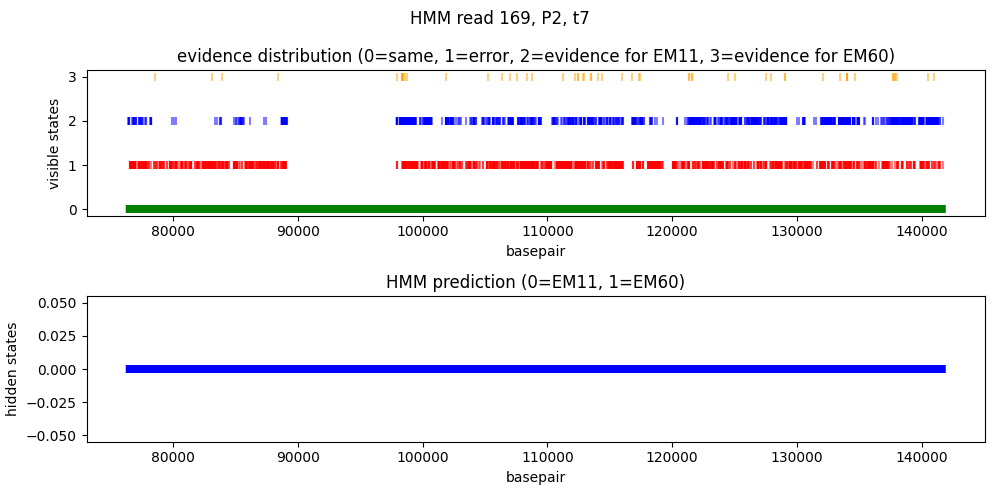 HMM read 169, P2, t7
evidence distribution (0=same, 1=error, 2=evidence for EM11, 3=evidence for EM60)
visible states
3
2
1
0
80000 90000 100000 110000 120000 130000 140000
basepair
HMM prediction (0=EM11, 1=EM60)
hidden states
0.050
0.025
0.000
−0.025
−0.050
80000 90000 100000 110000 120000 130000 140000
basepair